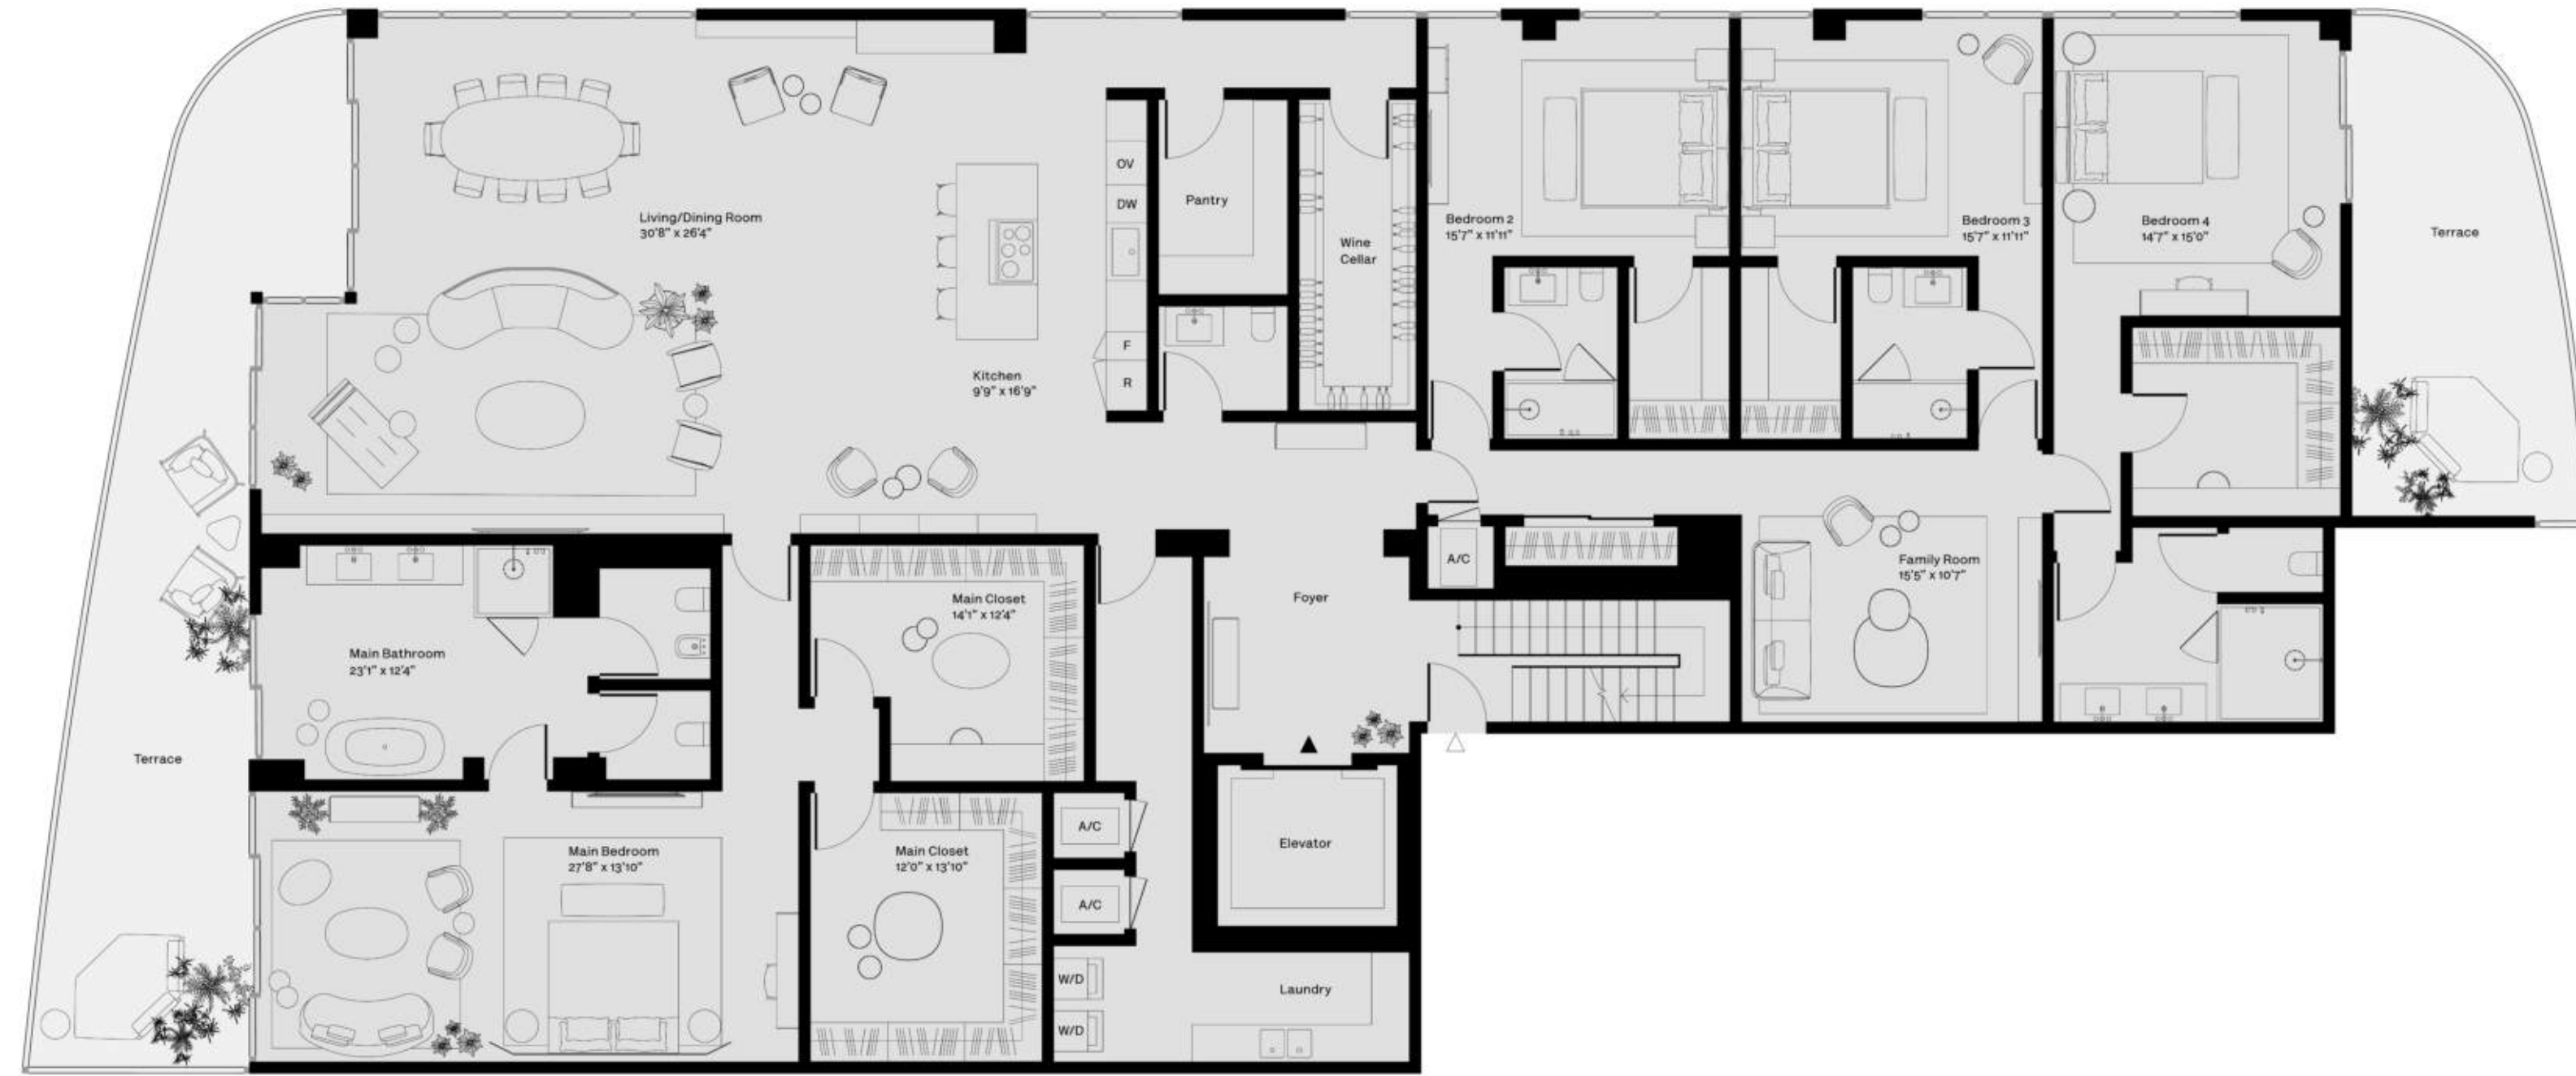 OV
DW
Pantry
Living/Dining Room
30'8" x 26'4"
Wine
Cellar
Bedroom 2
15'7" x 11'11"
Bedroom 3
15'7" x 11'11"
Bedroom 4
14'7" x 15'0"
Terrace
F
R
Kitchen
9'9" x 16'9"
A/C
Family Room
15'5" x 10'7"
Foyer
Main Closet
14'1" x 12'4"
Main Bathroom
23'1" x 12'4"
Terrace
A/C
Elevator
Main Bedroom
27'8" x 13'10"
Main Closet
12'0" x 13'10"
A/C
W/D
Laundry
W/D